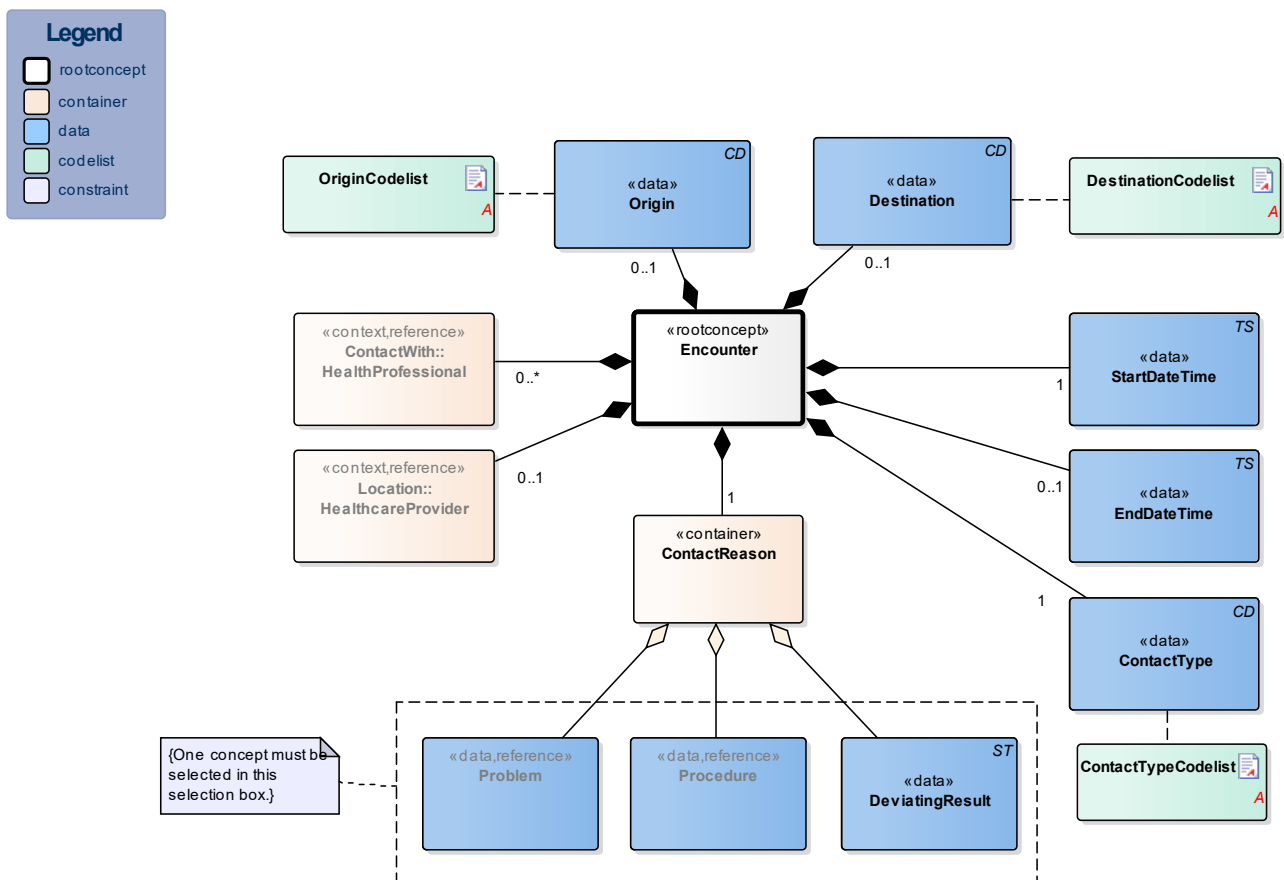 Legend
rootconcept
container
data
codelist
constraint
OriginCodelist
A
CD
«data»
Origin
CD
«data»
Destination
DestinationCodelist
A
0..1
0..1
«context,reference»
ContactWith::
HealthProfessional
0..*
«rootconcept»
Encounter
TS
«data»
StartDateTime
1
«context,reference»
Location::
HealthcareProvider
0..1
TS
«data»
EndDateTime
0..1
1
«container»
ContactReason
1
CD
«data»
ContactType
ContactTypeCodelist
A
{One concept must be
selected in this
selection box.}
«data,reference»
Problem
«data,reference»
Procedure
ST
«data»
DeviatingResult